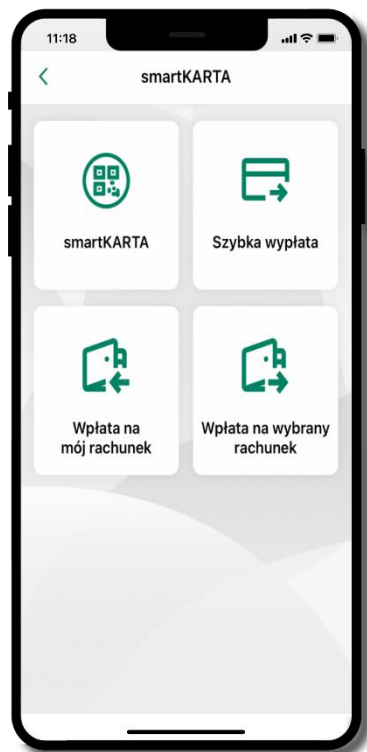 11:18
smartKARTA
smartKARTA
Szybka wypłata
Wpłata na
mój rachunek
Wpłata na wybrany
rachunek